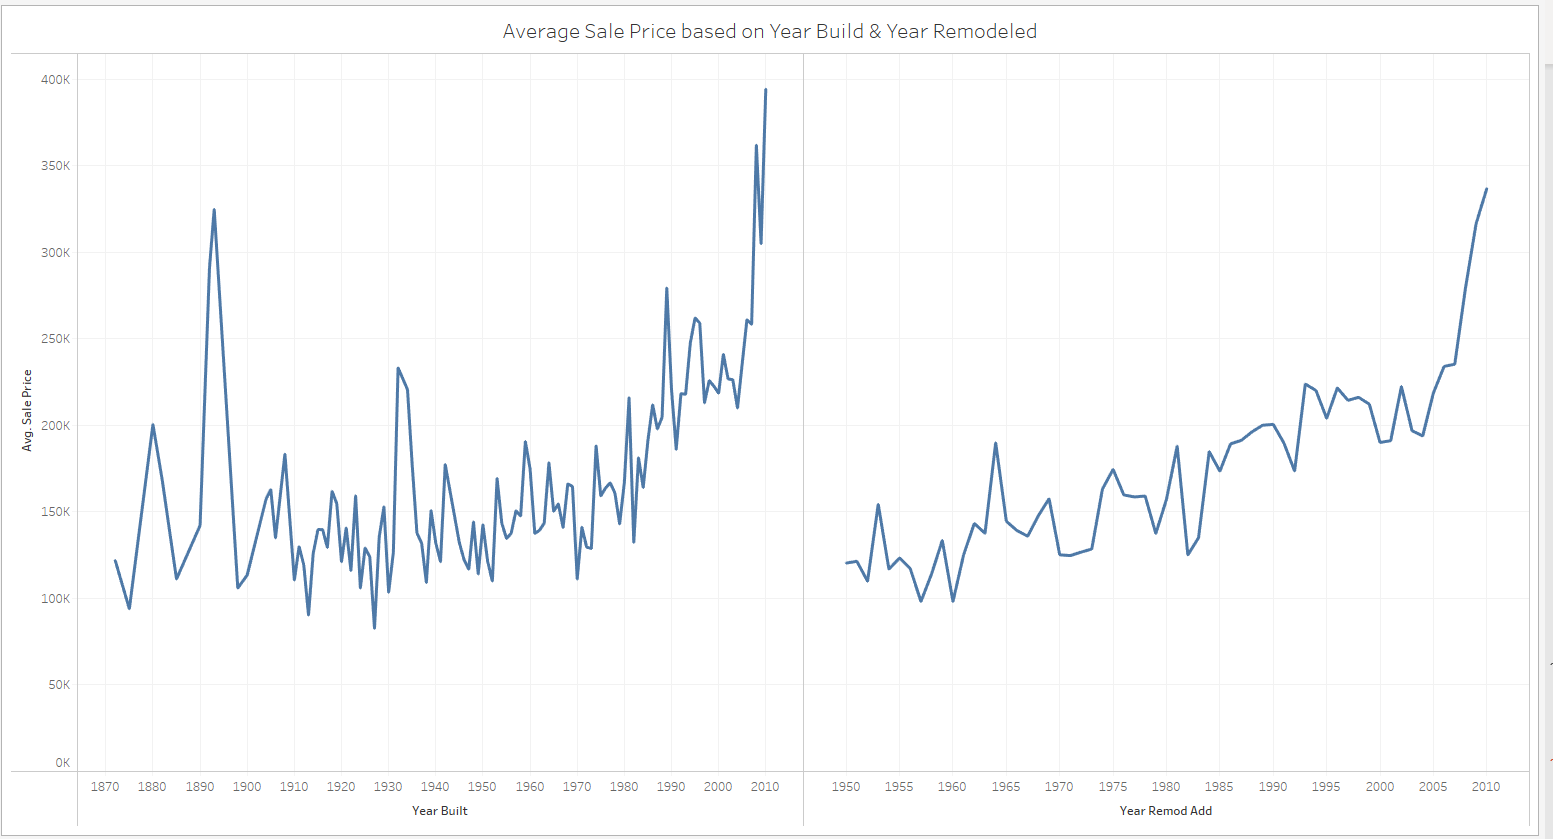 Average Sale Price based on Year Build & Year Remodeled
400K
350K
300K
250K
200K
150K
100K
50K
0K
Avg. Sale Price
1870 1880 1890 1900 1910 1920 1930 1940 1950 1960 1970 1980 1990 2000 2010
Year Built
1950 1955 1960 1965 1970 1975 1980 1985 1990 1995 2000 2005 2010
Year Remod Add